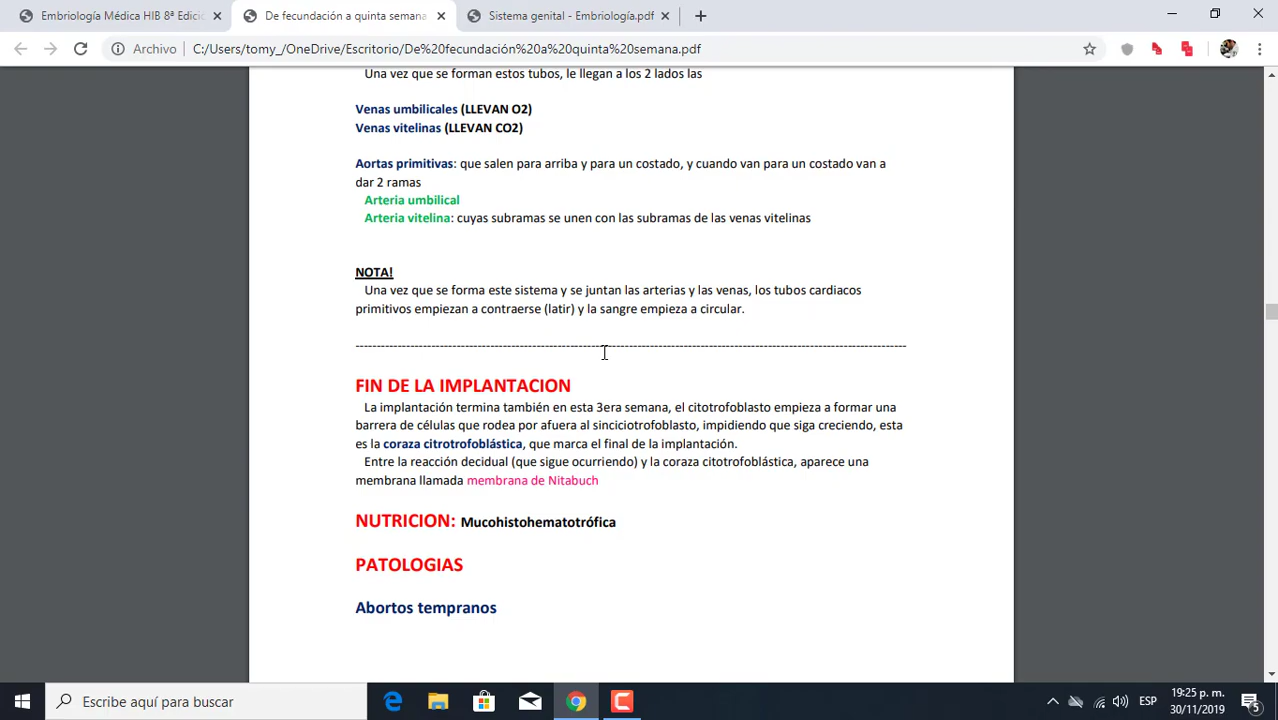 Embriología Médica HIB 8ª Edici
De fecundación a quinta semana
Sistema genital - Embriología.pdf
Archivo
C:/Users/tomy_/OneDrive/Escritorio/De%20fecundación%20a%20quinta%20semana.pdf
Una vez que se forman estos tubos, le llegan a los 2 lados las
Venas umbilicales (LLEVAN O2)
Venas vitelinas (LLEVAN CO2)
Aortas primitivas: que salen para arriba y para un costado, y cuando van para un costado van a
dar 2 ramas
Arteria umbilical
Arteria vitelina: cuyas subramas se unen con las subramas de las venas vitelinas
NOTA!
Una vez que se forma este sistema y se juntan las arterias y las venas, los tubos cardiacos
primitivos empiezan a contraerse (latir) y la sangre empieza a circular.
FIN DE LA IMPLANTACION
La implantación termina también en esta 3era semana, el citotrofoblasto empieza a formar una
barrera de células que rodea por afuera al sinciciotrofoblasto, impidiendo que siga creciendo, esta
es la coraza citrotrofoblástica, que marca el final de la implantación.
Entre la reacción decidual (que sigue ocurriendo) y la coraza citotrofoblástica, aparece una
membrana llamada membrana de Nitabuch
NUTRICION: Mucohistohematotrófica
PATOLOGIAS
Abortos tempranos
Escribe aquí para buscar
ESP
19:25 p. m.
30/11/2019
5